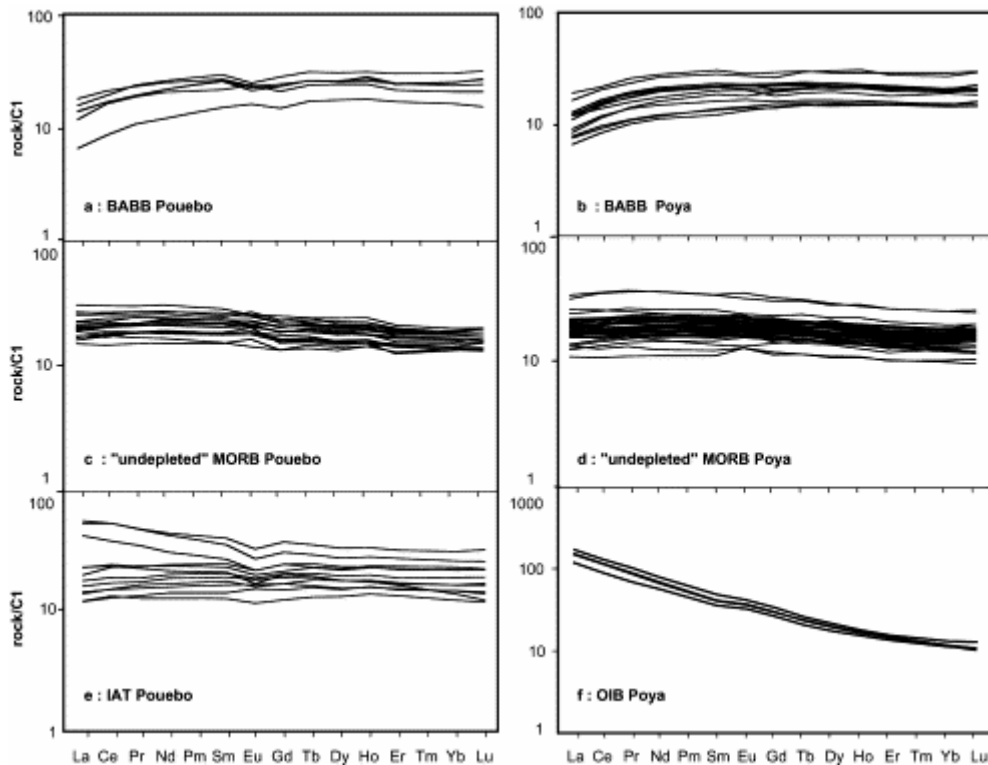 100
10
1
rock/C1
a : BABB Pouebo
100
10
1
b : BABB Poya
100
10
1
rock/C1
c : "undepleted" MORB Pouebo
100
10
1
d : "undepleted" MORB Poya
100
10
1
rock/C1
e : IAT Pouebo
1000
100
10
1
f : OIB Poya
La Ce Pr Nd Pm Sm Eu Gd Tb Dy Ho Er Tm Yb Lu
La Ce Pr Nd Pm Sm Eu Gd Tb Dy Ho Er Tm Yb Lu